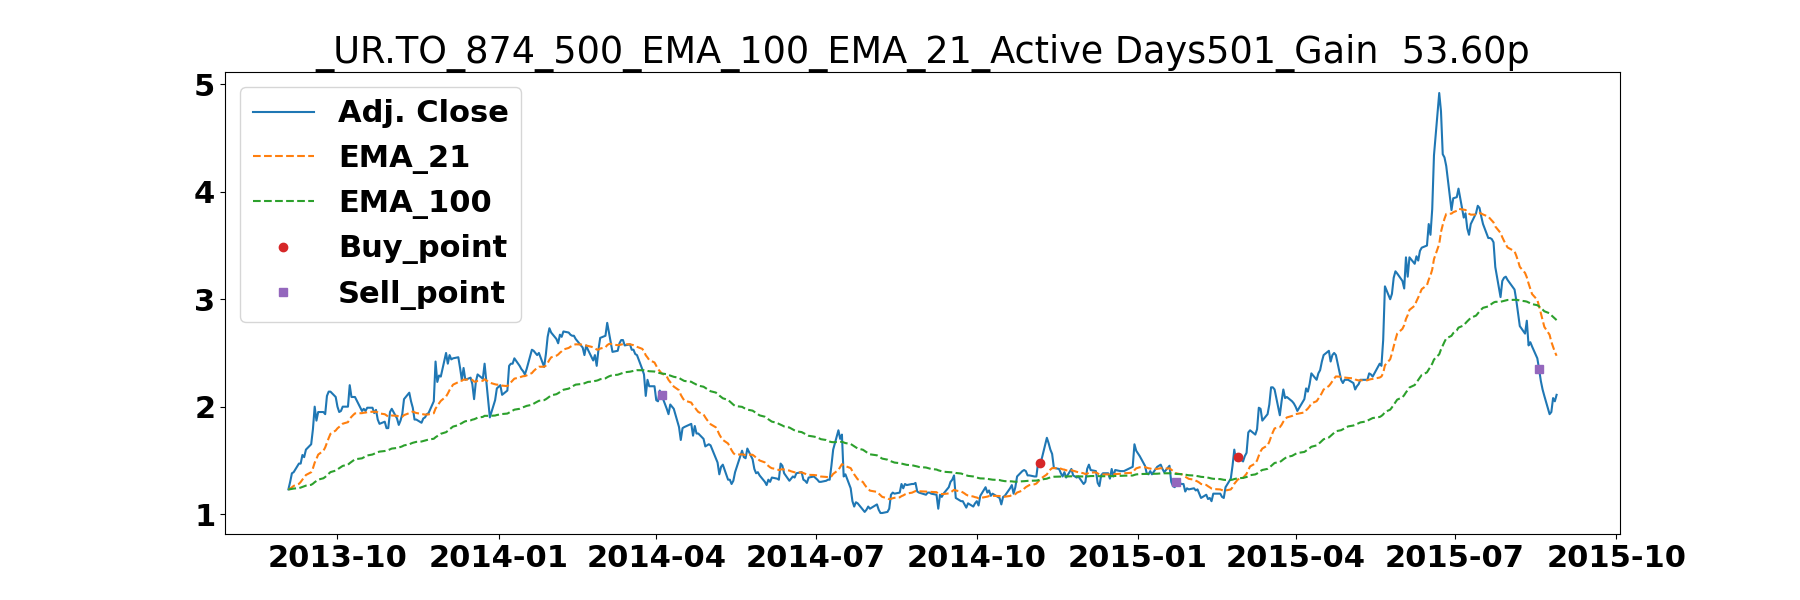 _UR.TO_874_500_EMA_100_EMA_21_Active Days501_Gain  53.60p
5
4
3
2
1
Adj. Close
EMA_21
EMA_100
Buy_point
Sell_point
2013-10 2014-01 2014-04 2014-07 2014-10 2015-01 2015-04 2015-07 2015-10